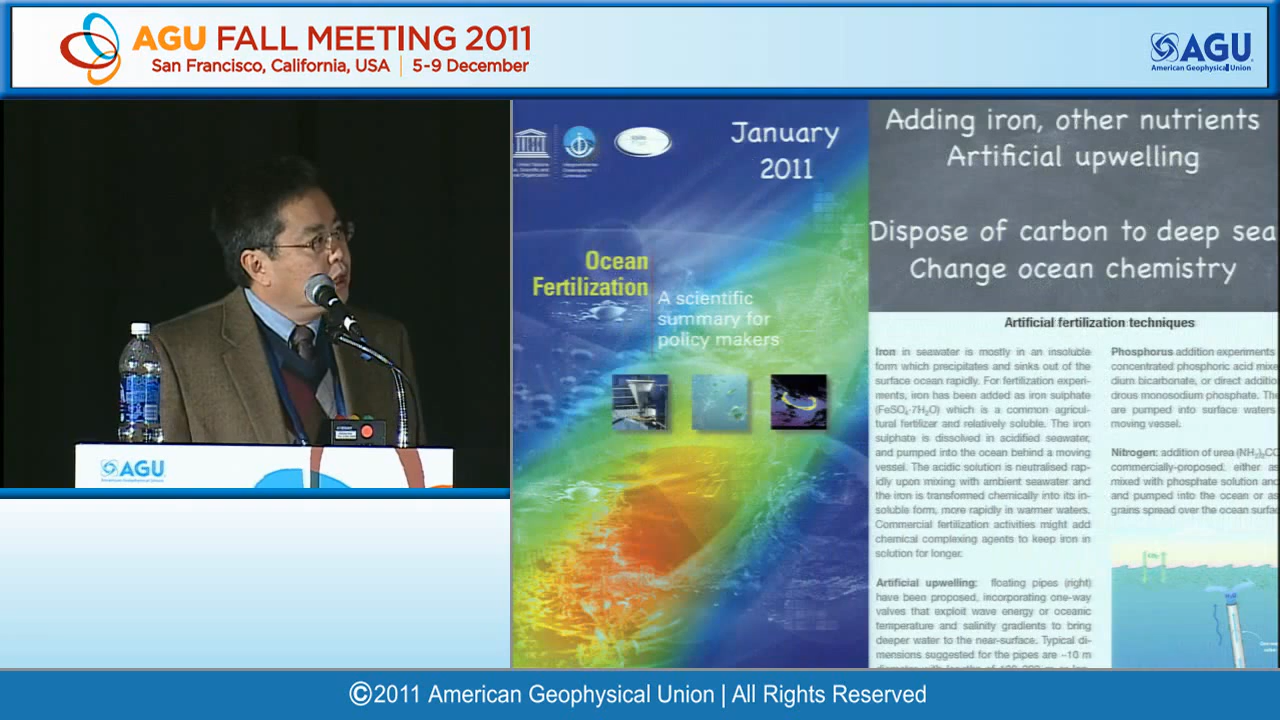 AGU FALL MEETING 2011
San Francisco, California, USA | 5-9 December
AGU
American Geophysical Union
AGU
January
2011
Ocean
Fertilization
A scientific
summary for
policy makers
Adding iron, other nutrients
Artificial upwelling
Dispose of carbon to deep sea
Change ocean chemistry
Artificial fertilization techniques
Iron in seawater is mostly in an insoluble
form which precipitates and sinks out of the
surface ocean rapidly. For fertilization experi-
ments, iron has been added as iron sulphate
(FeSO₄·7H₂O) which is a common agricul-
tural fertilizer and relatively soluble. The iron
sulphate is dissolved in acidified seawater,
and pumped into the ocean behind a moving
vessel. The acidic solution is neutralised rap-
idly upon mixing with ambient seawater and
the iron is transformed chemically into its in-
soluble form, more rapidly in warmer waters.
Commercial fertilization activities might add
chemical complexing agents to keep iron in
solution for longer.
Artificial upwelling: floating pipes (right)
have been proposed, incorporating one-way
valves that exploit wave energy or oceanic
temperature and salinity gradients to bring
deeper water to the near-surface. Typical di-
mensions suggested for the pipes are ~10 m
Phosphorus addition experiments
concentrated phosphoric acid mixe
dium bicarbonate, or direct additio
drous monosodium phosphate. Th
are pumped into surface waters
moving vessel.
Nitrogen: addition of urea (NH₂)₂CO
commercially-proposed: either as
mixed with phosphate solution and
and pumped into the ocean or as
grains spread over the ocean surfa
©2011 American Geophysical Union | All Rights Reserved